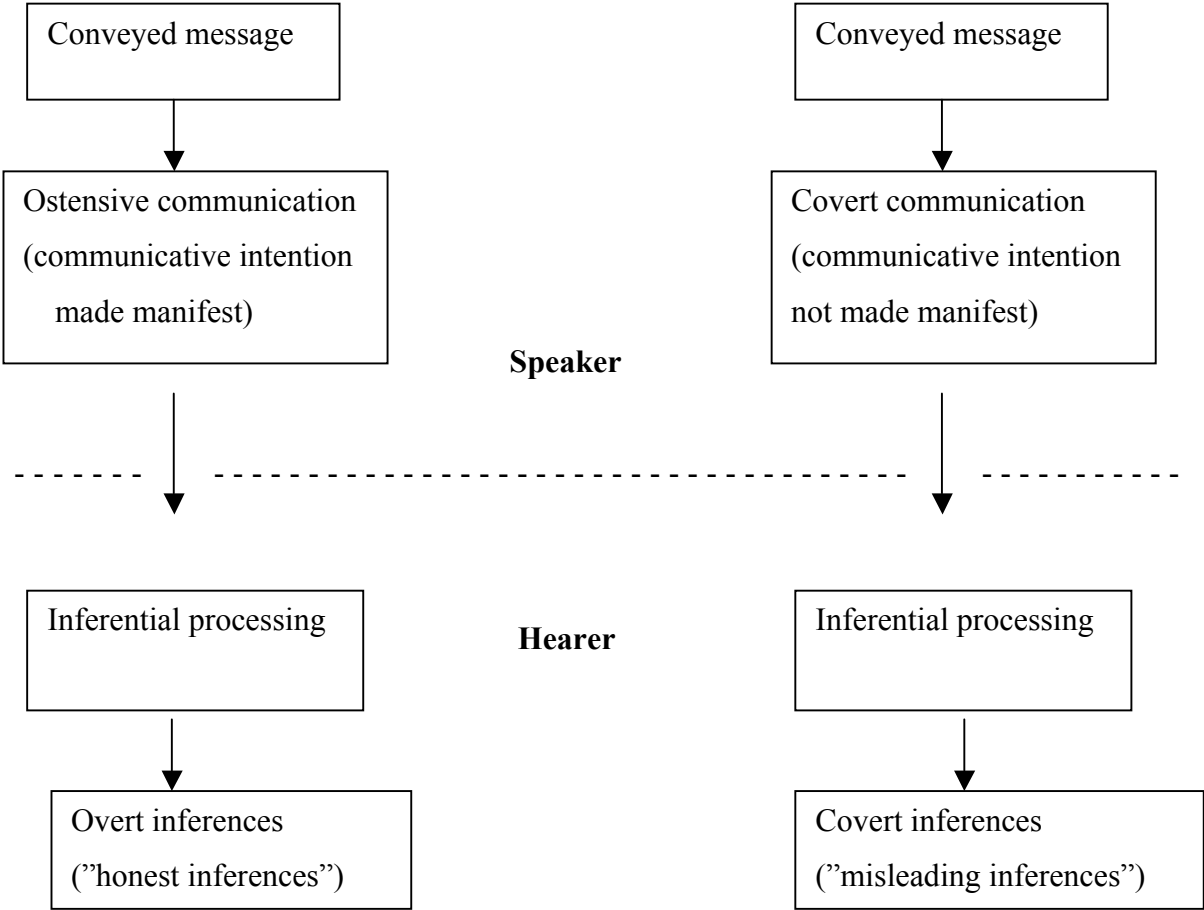 Conveyed message
Conveyed message
Ostensive communication
(communicative intention
made manifest)
Covert communication
(communicative intention
not made manifest)
Speaker
Inferential processing
Hearer
Inferential processing
Overt inferences
(”honest inferences”)
Covert inferences
(”misleading inferences”)